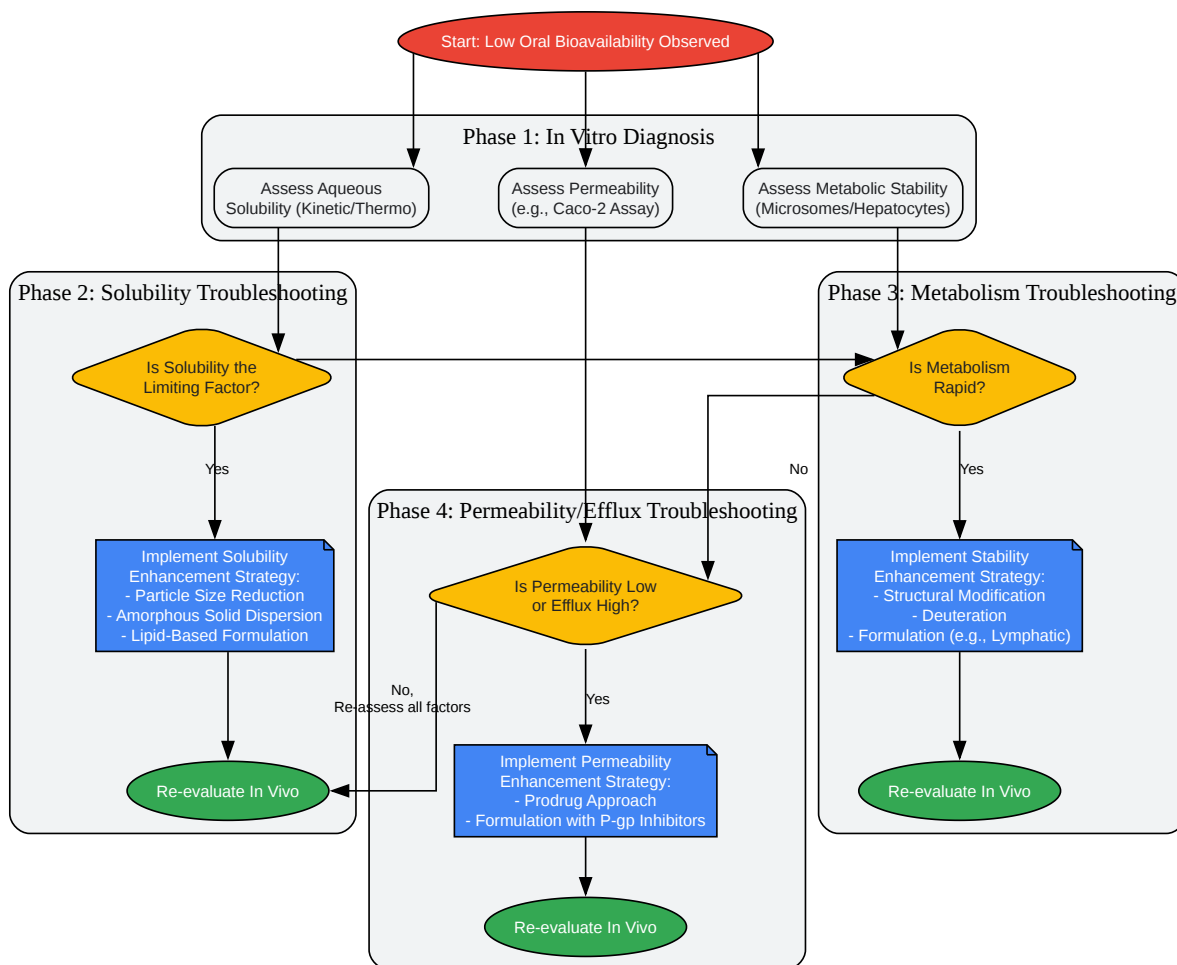 Start: Low Oral Bioavailability Observed
Phase 1: In Vitro Diagnosis
Assess Aqueous
Solubility (Kinetic/Thermo)
Assess Permeability
(e.g., Caco-2 Assay)
Assess Metabolic Stability
(Microsomes/Hepatocytes)
Phase 2: Solubility Troubleshooting
Is Solubility the
Limiting Factor?
Yes
Implement Solubility
Enhancement Strategy:
- Particle Size Reduction
- Amorphous Solid Dispersion
- Lipid-Based Formulation
Re-evaluate In Vivo
Phase 3: Metabolism Troubleshooting
Is Metabolism
Rapid?
No
Yes
Implement Stability
Enhancement Strategy:
- Structural Modification
- Deuteration
- Formulation (e.g., Lymphatic)
Re-evaluate In Vivo
Phase 4: Permeability/Efflux Troubleshooting
Is Permeability Low
or Efflux High?
No,
Re-assess all factors
Yes
Implement Permeability
Enhancement Strategy:
- Prodrug Approach
- Formulation with P-gp Inhibitors
Re-evaluate In Vivo